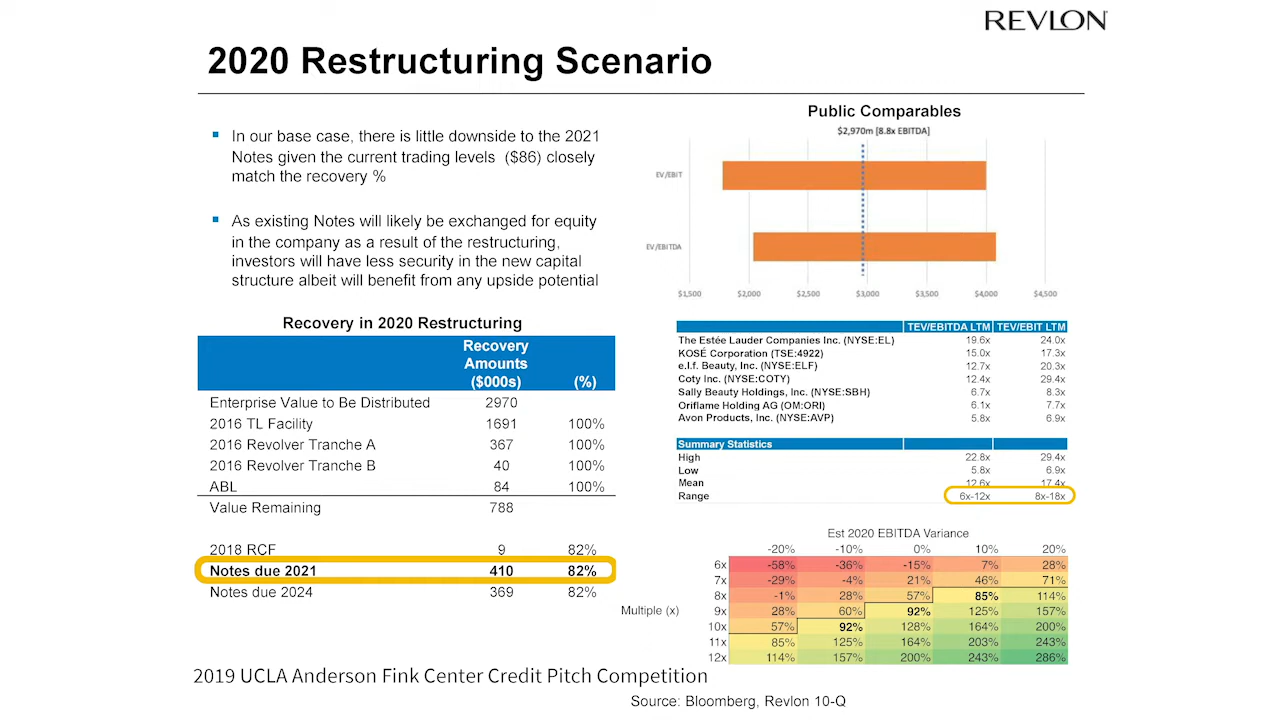 REVLON
2020 Restructuring Scenario
In our base case, there is little downside to the 2021
Notes given the current trading levels ($86) closely
match the recovery %
As existing Notes will likely be exchanged for equity
in the company as a result of the restructuring,
investors will have less security in the new capital
structure albeit will benefit from any upside potential
Recovery in 2020 Restructuring
Recovery
Amounts
($000s) (%)
Enterprise Value to Be Distributed 2970
2016 TL Facility 1691 100%
2016 Revolver Tranche A 367 100%
2016 Revolver Tranche B 40 100%
ABL 84 100%
Value Remaining 788
2018 RCF 9 82%
Notes due 2021 410 82%
Notes due 2024 369 82%
Public Comparables
$2,970m [8.8x EBITDA]
EV/EBIT
EV/EBITDA
$1,500 $2,000 $2,500 $3,000 $3,500 $4,000 $4,500
TEV/EBITDA LTM TEV/EBIT LTM
The Estée Lauder Companies Inc. (NYSE:EL) 19.6x 24.0x
KOSÉ Corporation (TSE:4922) 15.0x 17.3x
e.l.f. Beauty, Inc. (NYSE:ELF) 12.7x 20.3x
Coty Inc. (NYSE:COTY) 12.4x 29.4x
Sally Beauty Holdings, Inc. (NYSE:SBH) 6.7x 8.3x
Oriflame Holding AG (OM:ORI) 6.1x 7.7x
Avon Products, Inc. (NYSE:AVP) 5.8x 6.9x
Summary Statistics
High 22.8x 29.4x
Low 5.8x 6.9x
Mean 12.6x 17.4x
Range 6x-12x 8x-18x
Est 2020 EBITDA Variance
-20% -10% 0% 10% 20%
6x -58% -36% -15% 7% 28%
7x -29% -4% 21% 46% 71%
8x -1% 28% 57% 85% 114%
Multiple (x) 9x 28% 60% 92% 125% 157%
10x 57% 92% 128% 164% 200%
11x 85% 125% 164% 203% 243%
12x 114% 157% 200% 243% 286%
2019 UCLA Anderson Fink Center Credit Pitch Competition
Source: Bloomberg, Revlon 10-Q